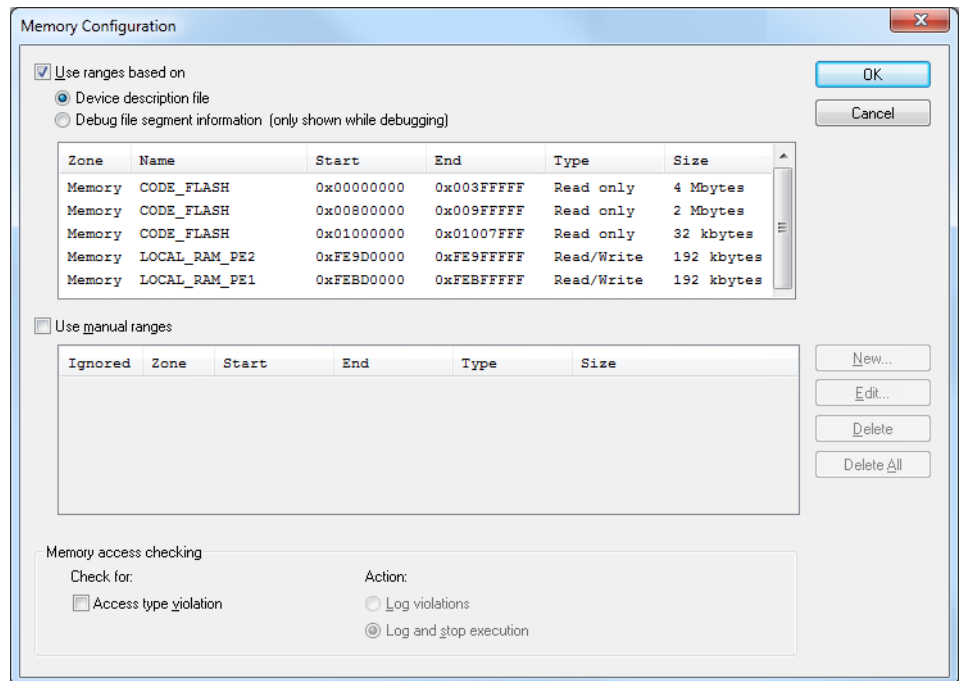 Memory Configuration
Use ranges based on
OK
Device description file
Debug file segment information (only shown while debugging)
Cancel
Zone Name Start End Type Size
Memory CODE_FLASH 0x00000000 0x003FFFFF Read only 4 Mbytes
Memory CODE_FLASH 0x00800000 0x009FFFFF Read only 2 Mbytes
Memory CODE_FLASH 0x01000000 0x01007FFF Read only 32 kbytes
Memory LOCAL_RAM_PE2 0xFE9D0000 0xFE9FFFFF Read/Write 192 kbytes
Memory LOCAL_RAM_PE1 0xFEBD0000 0xFEBFFFFF Read/Write 192 kbytes
Use manual ranges
Ignored Zone Start End Type Size
New...
Edit...
Delete
Delete All
Memory access checking
Check for: Action:
Access type violation Log violations
Log and stop execution